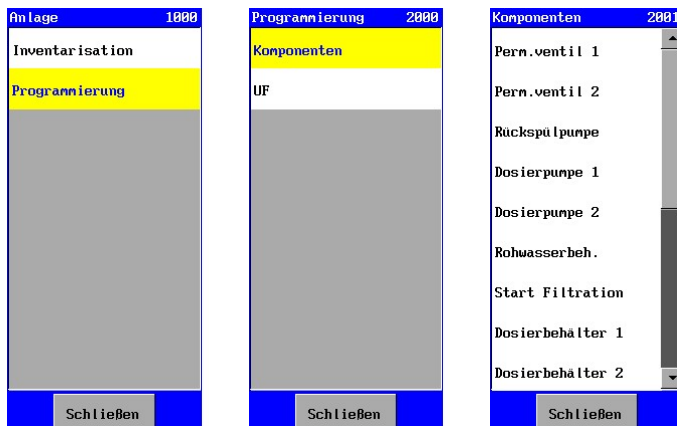 Anlage 1000
Inventarisation
Programmierung
Schließen
Programmierung 2000
Komponenten
UF
Schließen
Komponenten 2001
Perm.ventil 1
Perm.ventil 2
Rückspülpumpe
Dosierpumpe 1
Dosierpumpe 2
Rohwasserbeh.
Start Filtration
Dosierbehälter 1
Dosierbehälter 2
Schließen